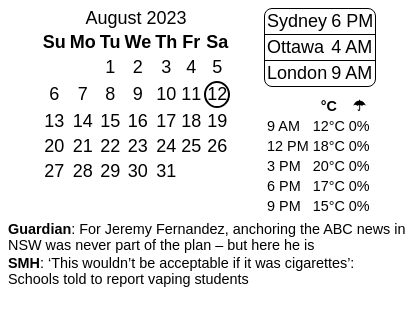 August 2023
Su Mo Tu We Th Fr Sa
1 2 3 4 5
6 7 8 9 10 11 12
13 14 15 16 17 18 19
20 21 22 23 24 25 26
27 28 29 30 31
Sydney 6 PM
Ottawa 4 AM
London 9 AM
°C ☂
9 AM 12°C 0%
12 PM 18°C 0%
3 PM 20°C 0%
6 PM 17°C 0%
9 PM 15°C 0%
Guardian: For Jeremy Fernandez, anchoring the ABC news in
NSW was never part of the plan – but here he is
SMH: ‘This wouldn’t be acceptable if it was cigarettes’:
Schools told to report vaping students